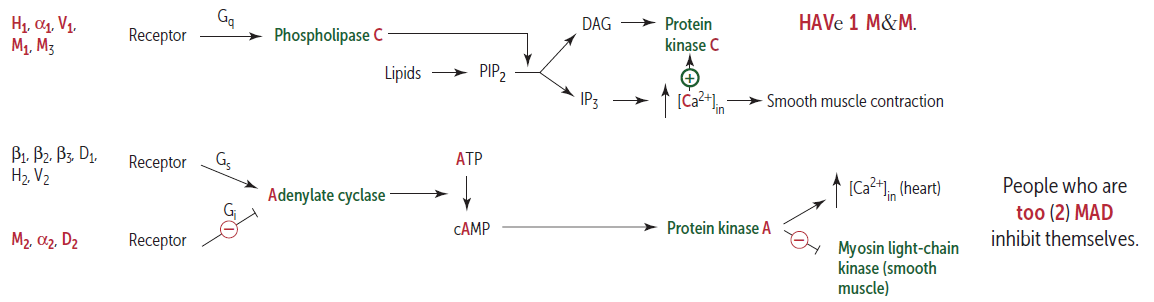 H₁, α₁, V₁,
M₁, M₃
Receptor
Gq
Phospholipase C
Lipids
PIP₂
DAG
Protein
kinase C
+
IP₃
[Ca²⁺]in
Smooth muscle contraction
HAVe 1 M&M.
β₁, β₂, β₃, D₁,
H₂, V₂
Receptor
Gs
Adenylate cyclase
ATP
cAMP
Gi
−
M₂, α₂, D₂
Receptor
Protein kinase A
[Ca²⁺]in (heart)
−
Myosin light-chain
kinase (smooth
muscle)
People who are
too (2) MAD
inhibit themselves.